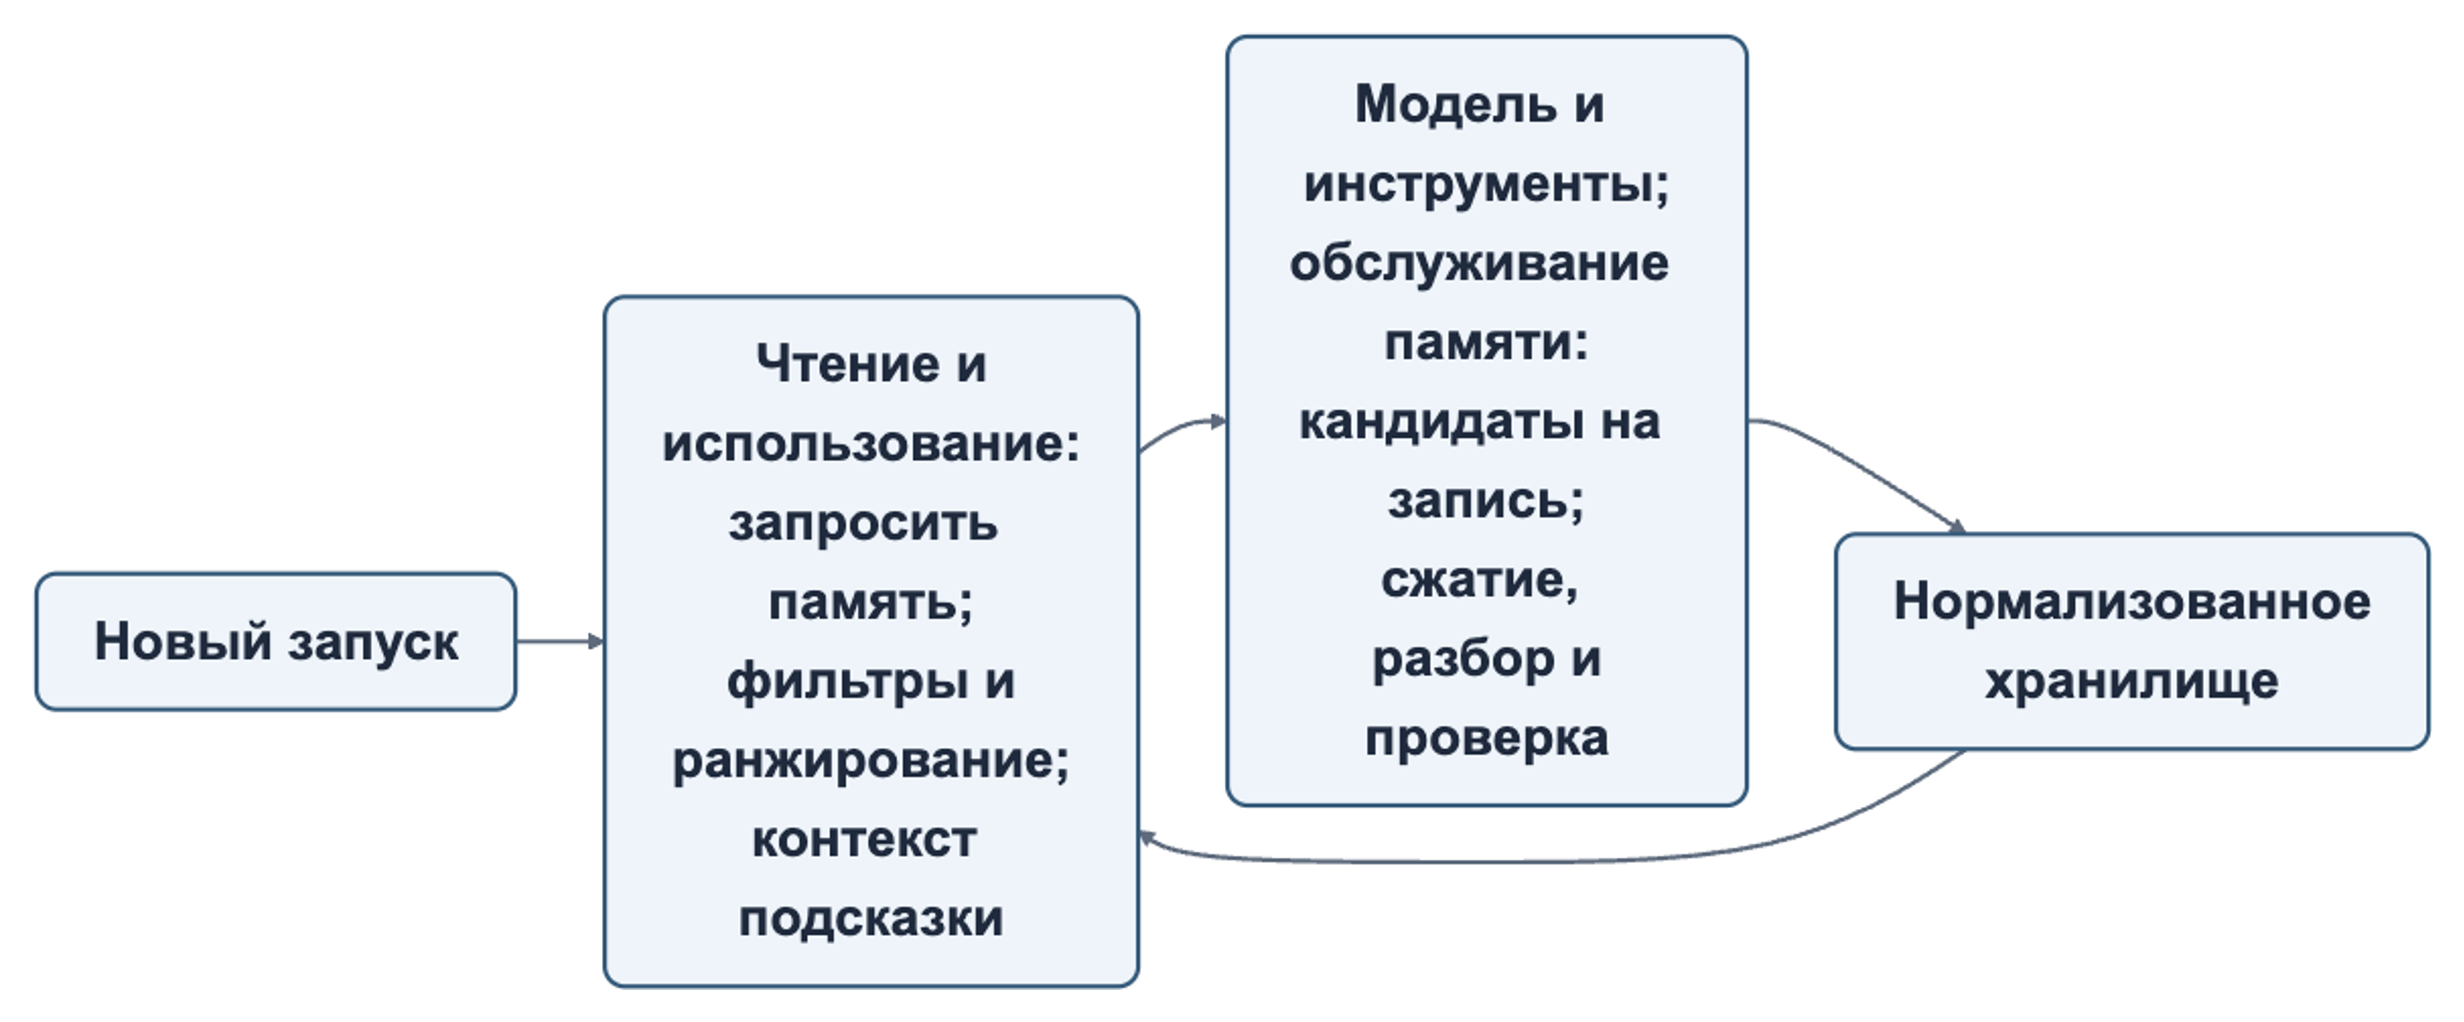 Новый запуск
Чтение и
использование:
запросить
память;
фильтры и
ранжирование;
контекст
подсказки
Модель и
инструменты;
обслуживание
памяти:
кандидаты на
запись;
сжатие,
разбор и
проверка
Нормализованное
хранилище